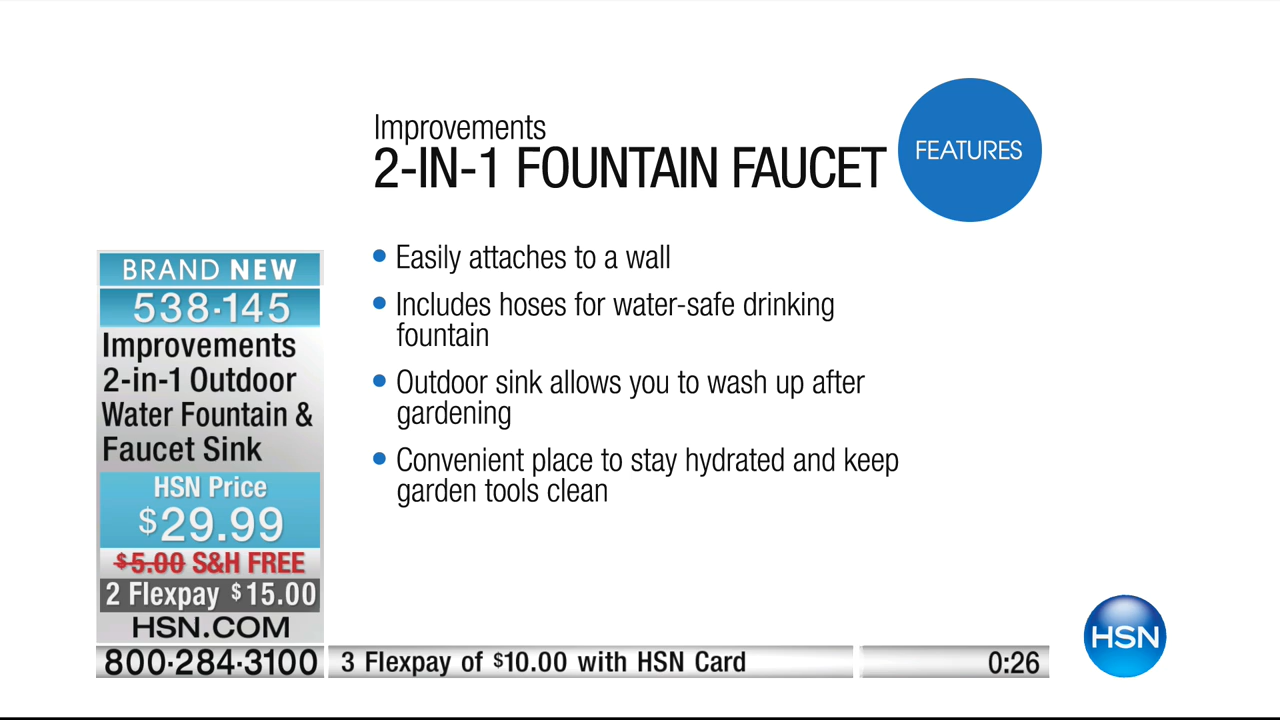 Improvements
2-IN-1 FOUNTAIN FAUCET
FEATURES
• Easily attaches to a wall
• Includes hoses for water-safe drinking
fountain
• Outdoor sink allows you to wash up after
gardening
• Convenient place to stay hydrated and keep
garden tools clean
BRAND NEW
538·145
Improvements
2-in-1 Outdoor
Water Fountain &
Faucet Sink
HSN Price
$29.99
$5.00 S&H FREE
2 Flexpay $15.00
HSN.COM
800·284·3100
3 Flexpay of $10.00 with HSN Card
0:26
HSN